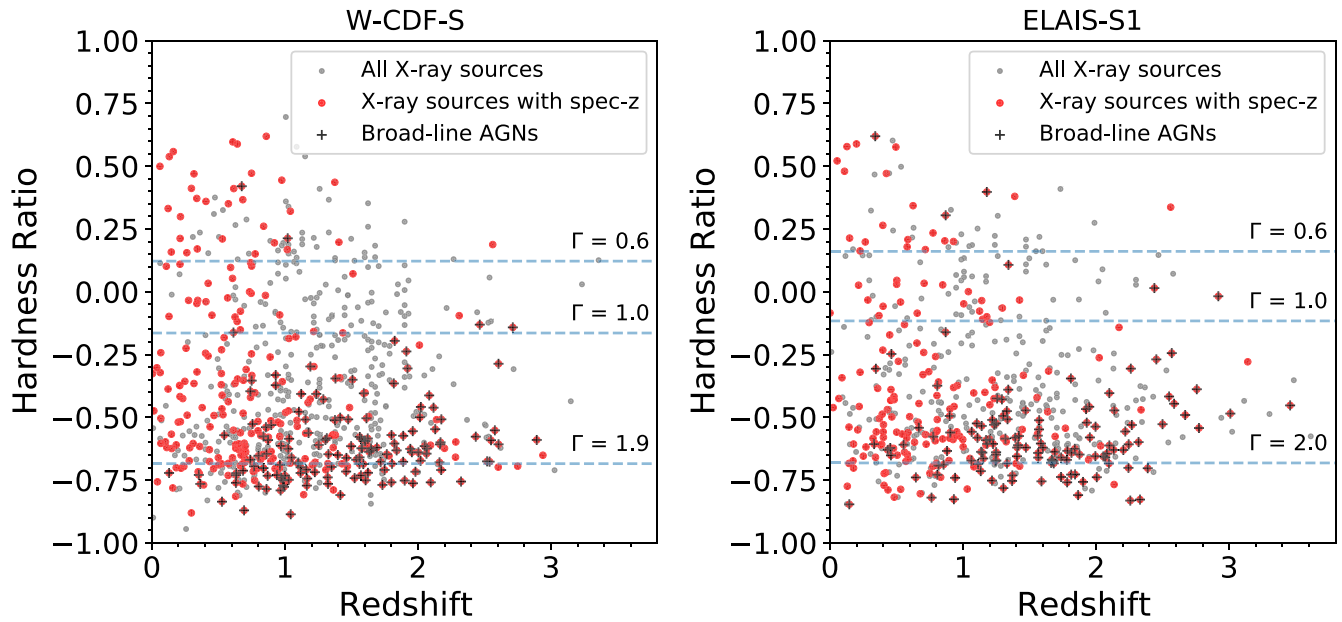 W-CDF-S
1.00
0.75
0.50
0.25
0.00
−0.25
−0.50
−0.75
−1.00
Hardness Ratio
All X-ray sources
X-ray sources with spec-z
Broad-line AGNs
Γ = 0.6
Γ = 1.0
Γ = 1.9
0
1
2
3
Redshift
ELAIS-S1
1.00
0.75
0.50
0.25
0.00
−0.25
−0.50
−0.75
−1.00
Hardness Ratio
All X-ray sources
X-ray sources with spec-z
Broad-line AGNs
Γ = 0.6
Γ = 1.0
Γ = 2.0
0
1
2
3
Redshift